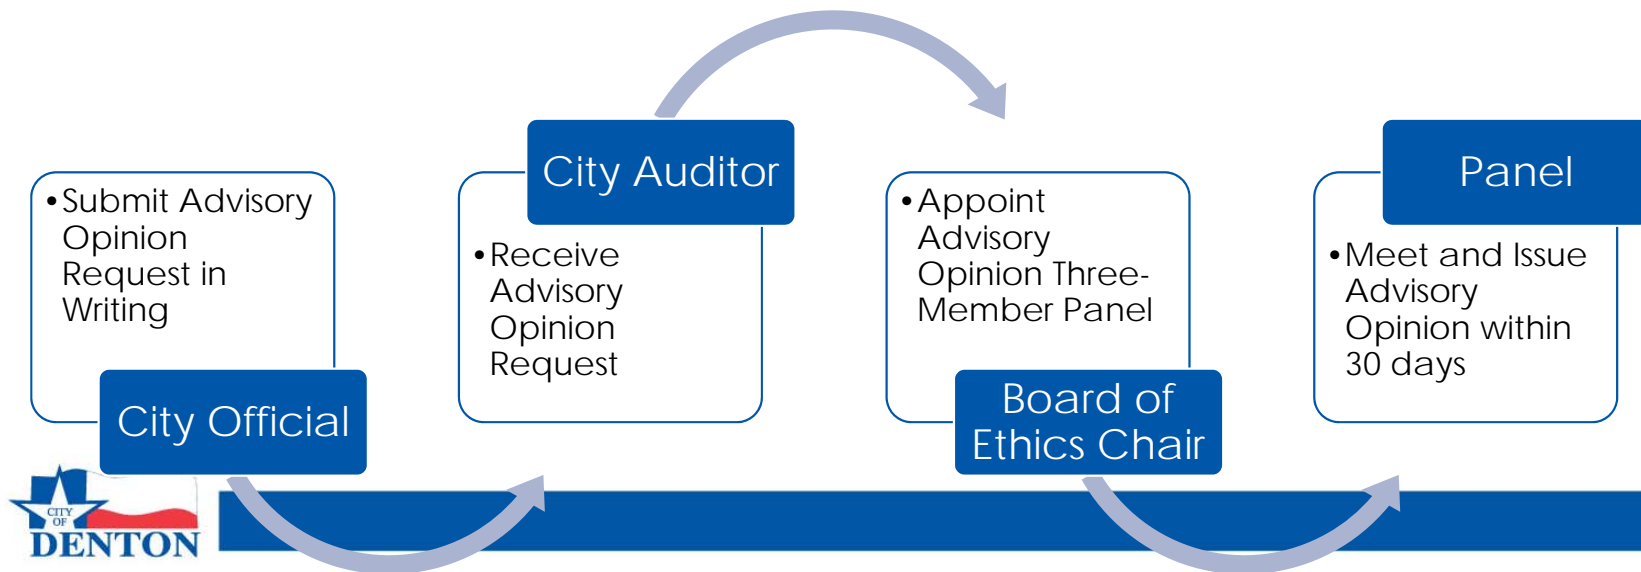 • Submit Advisory
Opinion
Request in
Writing
City Official
City Auditor
• Receive
Advisory
Opinion
Request
• Appoint
Advisory
Opinion Three-
Member Panel
Board of
Ethics Chair
Panel
• Meet and Issue
Advisory
Opinion within
30 days
CITY
OF
DENTON